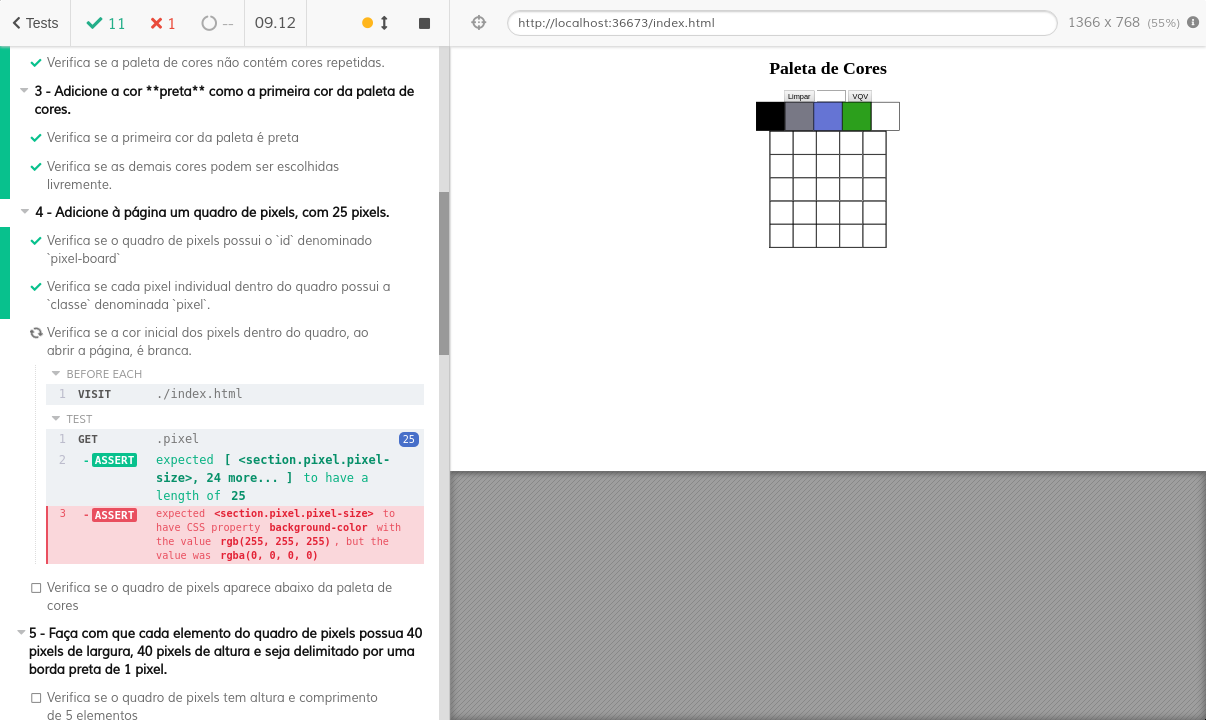 Tests 11 1 -- 09.12 http://localhost:36673/index.html 1366 x 768 (55%)
Verifica se a paleta de cores não contém cores repetidas.
3 - Adicione a cor **preta** como a primeira cor da paleta de
cores.
Verifica se a primeira cor da paleta é preta
Verifica se as demais cores podem ser escolhidas
livremente.
4 - Adicione à página um quadro de pixels, com 25 pixels.
Verifica se o quadro de pixels possui o `id` denominado
`pixel-board`
Verifica se cada pixel individual dentro do quadro possui a
`classe` denominada `pixel`.
Verifica se a cor inicial dos pixels dentro do quadro, ao
abrir a página, é branca.
BEFORE EACH
1 VISIT ./index.html
TEST
1 GET .pixel 25
2 -ASSERT expected [ <section.pixel.pixel-
size>, 24 more... ] to have a
length of 25
3 -ASSERT expected <section.pixel.pixel-size> to
have CSS property background-color with
the value rgb(255, 255, 255), but the
value was rgba(0, 0, 0, 0)
Verifica se o quadro de pixels aparece abaixo da paleta de
cores
5 - Faça com que cada elemento do quadro de pixels possua 40
pixels de largura, 40 pixels de altura e seja delimitado por uma
borda preta de 1 pixel.
Verifica se o quadro de pixels tem altura e comprimento
de 5 elementos
Paleta de Cores
Limpar VQV